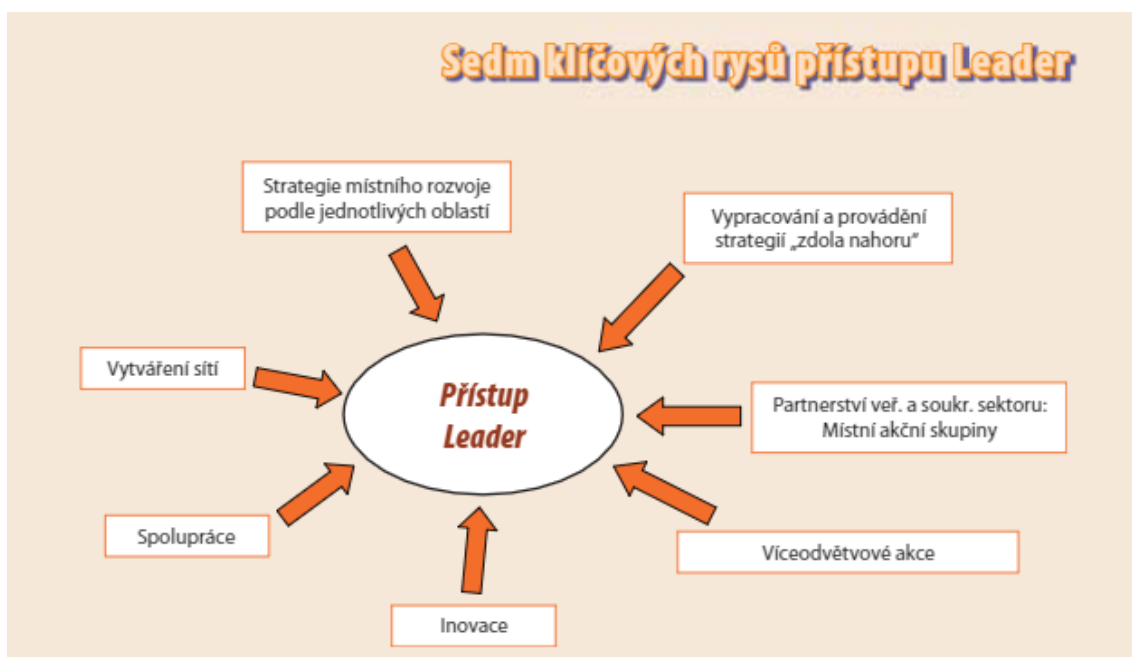 Sedm klíčových rysů přístupu Leader
Strategie místního rozvoje
podle jednotlivých oblastí
Vypracování a provádění
strategií „zdola nahoru“
Vytváření sítí
Přístup
Leader
Partnerství veř. a soukr. sektoru:
Místní akční skupiny
Spolupráce
Víceodvětvové akce
Inovace